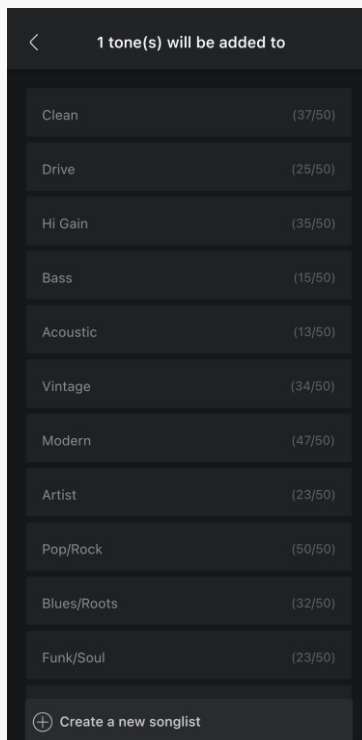 1 tone(s) will be added to
Clean (37/50)
Drive (25/50)
Hi Gain (35/50)
Bass (15/50)
Acoustic (13/50)
Vintage (34/50)
Modern (47/50)
Artist (23/50)
Pop/Rock (50/50)
Blues/Roots (32/50)
Funk/Soul (23/50)
Create a new songlist